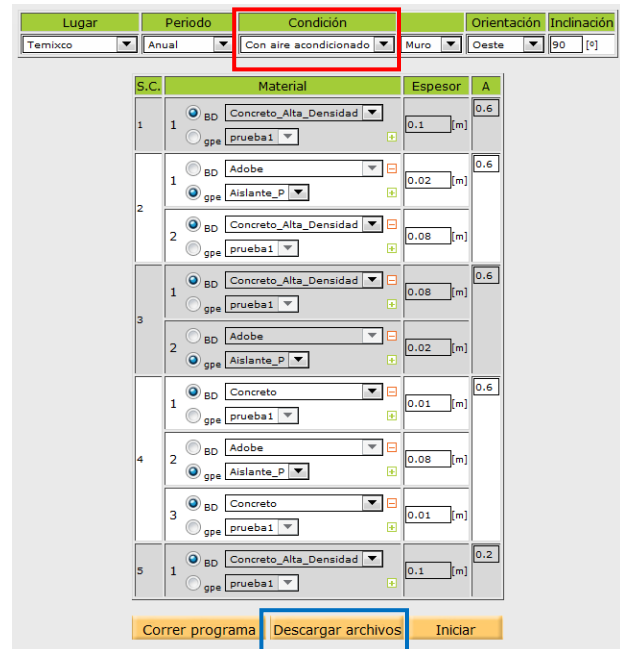 Lugar Periodo Condición Orientación Inclinación
Temixco Anual Con aire acondicionado Muro Oeste 90 [º]
S.C. Material Espesor A
1 1 BD Concreto_Alta_Densidad 0.1 [m] 0.6
gpe prueba1
2 1 BD Adobe 0.02 [m] 0.6
gpe Aislante_P
2 BD Concreto_Alta_Densidad 0.08 [m]
gpe prueba1
3 1 BD Concreto_Alta_Densidad 0.08 [m] 0.6
gpe prueba1
2 BD Adobe 0.02 [m]
gpe Aislante_P
4 1 BD Concreto 0.01 [m] 0.6
gpe prueba1
2 BD Adobe 0.08 [m]
gpe Aislante_P
3 BD Concreto 0.01 [m]
gpe prueba1
5 1 BD Concreto_Alta_Densidad 0.1 [m] 0.2
gpe prueba1
Correr programa Descargar archivos Iniciar